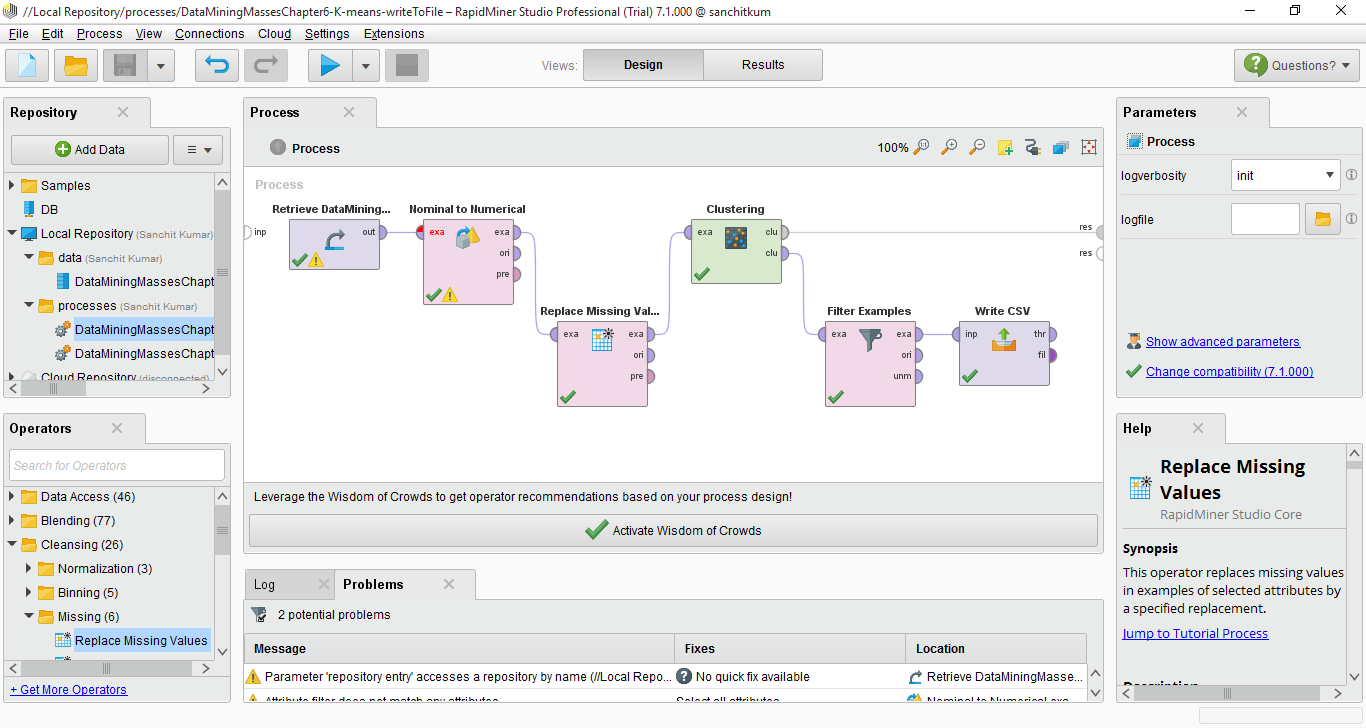 //Local Repository/processes/DataMiningMassesChapter6-K-means-writeToFile – RapidMiner Studio Professional (Trial) 7.1.000 @ sanchitkum
File Edit Process View Connections Cloud Settings Extensions
Views: Design Results
Questions?
Repository
Add Data
Samples
DB
Local Repository (Sanchit Kumar)
data (Sanchit Kumar)
DataMiningMassesChapt
processes (Sanchit Kumar)
DataMiningMassesChapt
DataMiningMassesChapt
Cloud Repository (disconnected)
Operators
Search for Operators
Data Access (46)
Blending (77)
Cleansing (26)
Normalization (3)
Binning (5)
Missing (6)
Replace Missing Values
+ Get More Operators
Process
Process
100%
Process
inp
Retrieve DataMining...
out
Nominal to Numerical
exa exa
ori
pre
Replace Missing Val...
exa exa
ori
pre
Clustering
exa clu
clu
Filter Examples
exa exa
ori
unm
Write CSV
inp thr
fil
res
res
Leverage the Wisdom of Crowds to get operator recommendations based on your process design!
Activate Wisdom of Crowds
Log Problems
2 potential problems
Message Fixes Location
Parameter 'repository entry' accesses a repository by name (//Local Repo... No quick fix available Retrieve DataMiningMasse...
Attribute filter does not match any attributes Select all attributes Nominal to Numerical.exa
Parameters
Process
logverbosity init
logfile
Show advanced parameters
Change compatibility (7.1.000)
Help
Replace Missing
Values
RapidMiner Studio Core
Synopsis
This operator replaces missing values
in examples of selected attributes by
a specified replacement.
Jump to Tutorial Process
Description